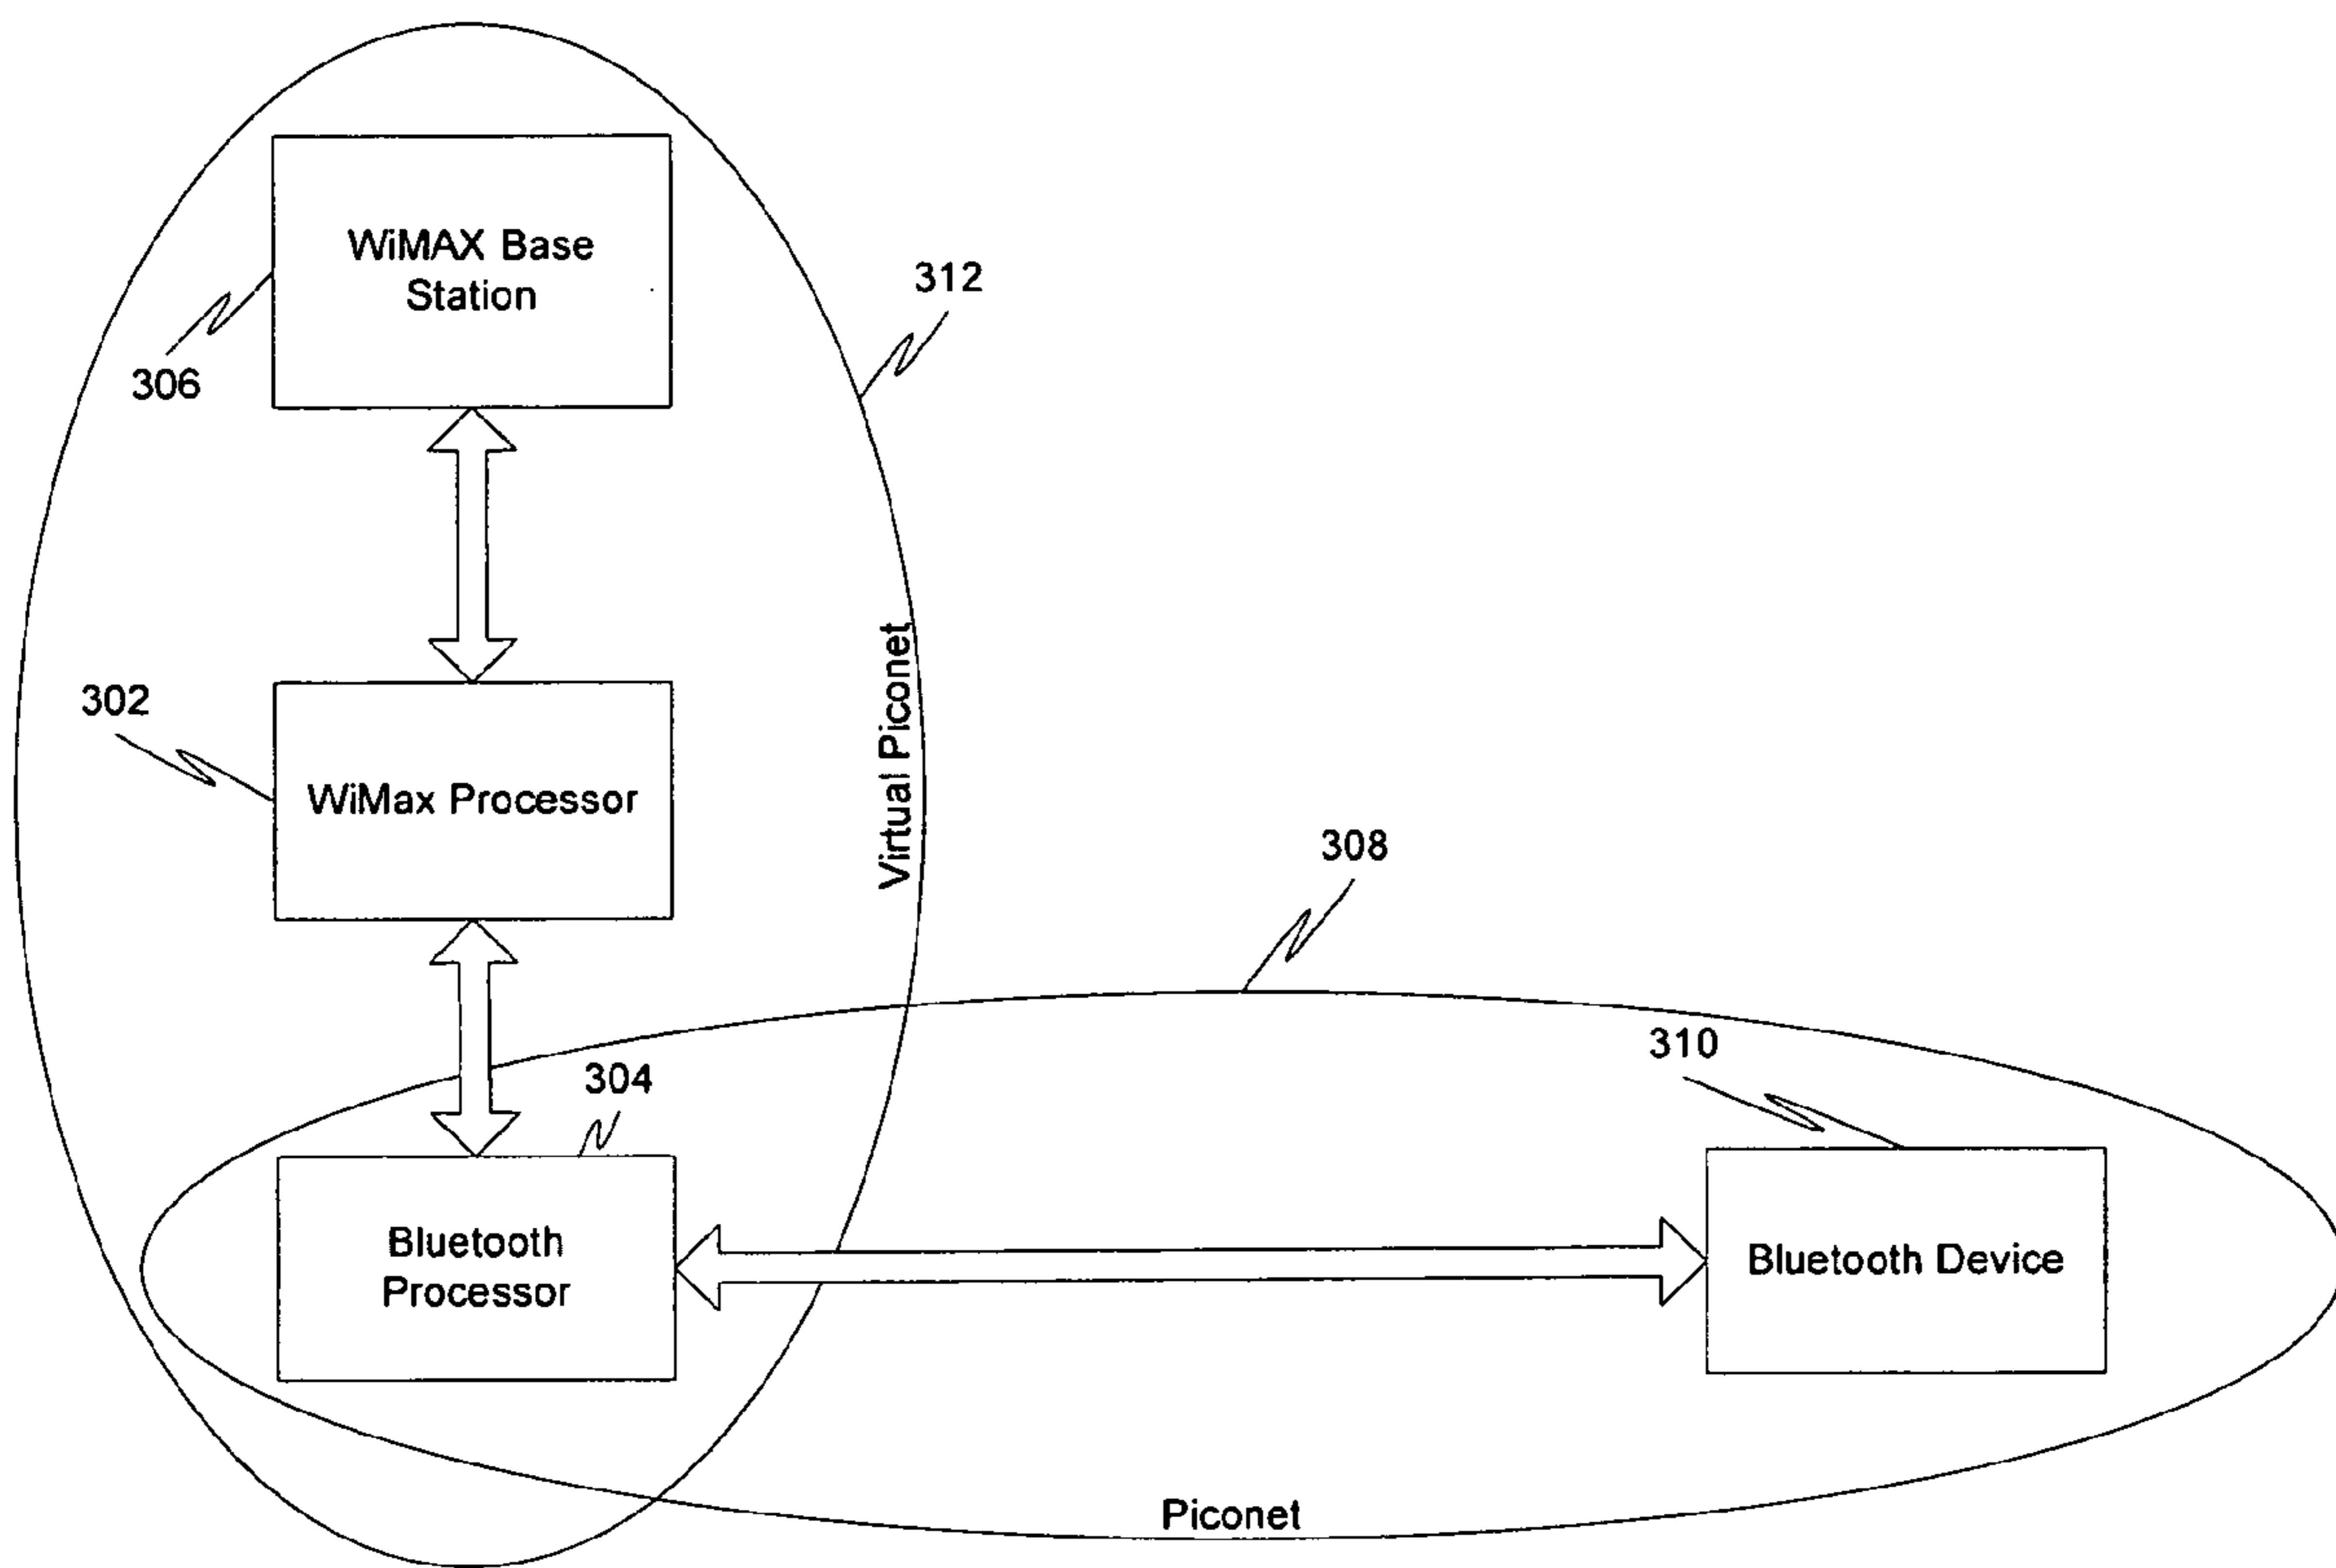 WiMAX Base
Station
306
312
302
WiMax Processor
Virtual Piconet
308
310
304
Bluetooth
Processor
Bluetooth Device
Piconet